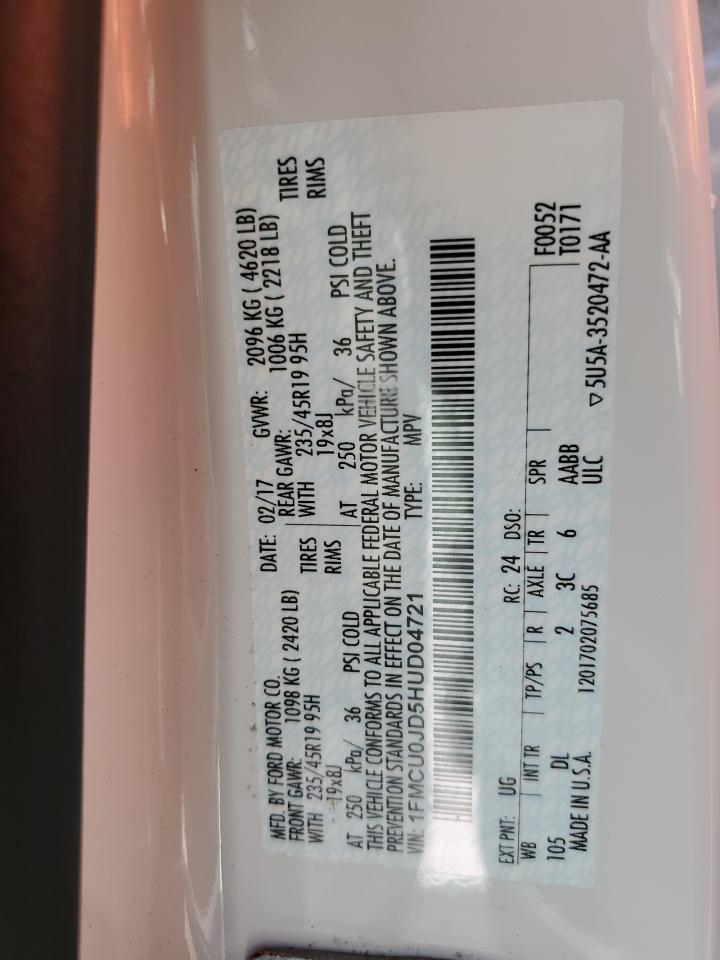 MFD. BY FORD MOTOR CO. DATE: 02/17 GVWR: 2096 KG ( 4620 LB)
FRONT GAWR: 1098 KG ( 2420 LB) REAR GAWR: 1006 KG ( 2218 LB)
WITH 235/45R19 95H TIRES WITH 235/45R19 95H TIRES
19x8J RIMS 19x8J RIMS
AT 250 kPa/ 36 PSI COLD AT 250 kPa/ 36 PSI COLD
THIS VEHICLE CONFORMS TO ALL APPLICABLE FEDERAL MOTOR VEHICLE SAFETY AND THEFT
PREVENTION STANDARDS IN EFFECT ON THE DATE OF MANUFACTURE SHOWN ABOVE.
VIN: 1FMCU0JD5HUD04721 TYPE: MPV
EXT PNT: UG RC: 24 DSO:
WB INT TR TP/PS R AXLE TR SPR F0052
105 DL 2 3C 6 AABB T0171
MADE IN U.S.A. 1201702075685 ULC ▽5U5A-3520472-AA